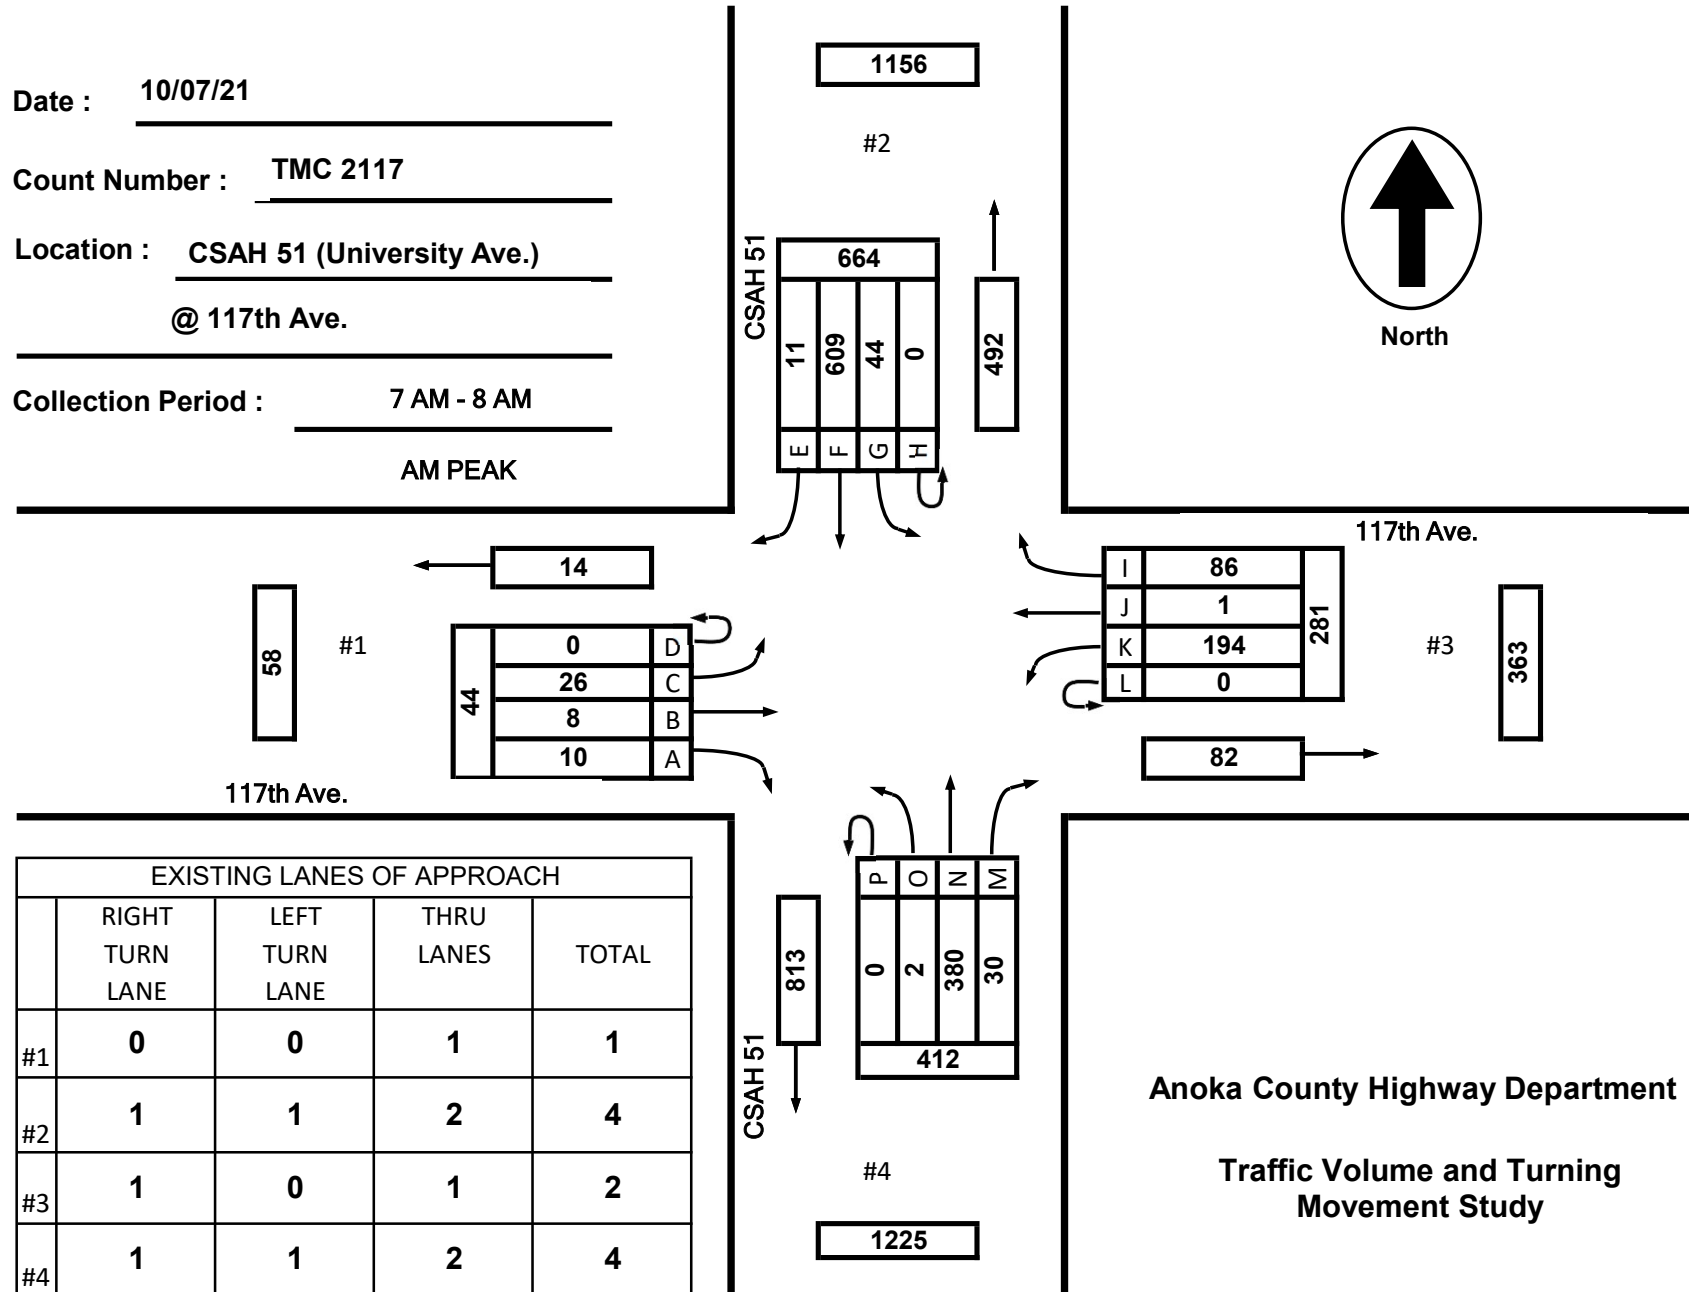 Date : 10/07/21
Count Number : TMC 2117
Location : CSAH 51 (University Ave.)
@ 117th Ave.
Collection Period : 7 AM - 8 AM
AM PEAK
1156
#2
CSAH 51
664
11 609 44 0
E F G H
492
North
117th Ave.
14
58
#1
44
0 D
26 C
8 B
10 A
117th Ave.
I 86
J 1
K 194
L 0
281
#3
363
82
P O N M
0 2 380 30
412
813
CSAH 51
#4
1225
EXISTING LANES OF APPROACH
RIGHT TURN LANE
LEFT TURN LANE
THRU LANES
TOTAL
#1 0 0 1 1
#2 1 1 2 4
#3 1 0 1 2
#4 1 1 2 4
Anoka County Highway Department
Traffic Volume and Turning
Movement Study